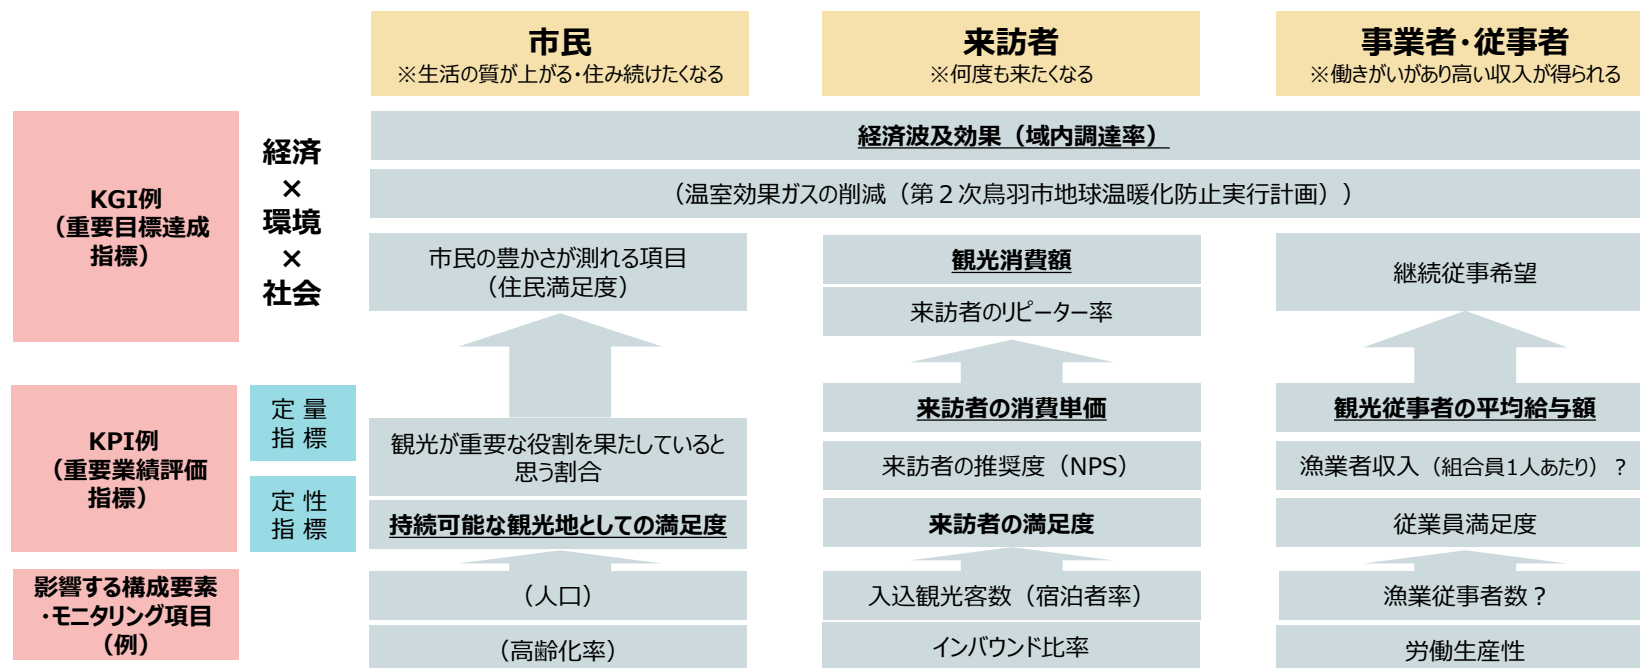 市民
※生活の質が上がる・住み続けたくなる
来訪者
※何度も来たくなる
事業者・従事者
※働きがいがあり高い収入が得られる
KGI例
（重要目標達成
指標）
経済
×
環境
×
社会
経済波及効果（域内調達率）
（温室効果ガスの削減（第２次鳥羽市地球温暖化防止実行計画））
市民の豊かさが測れる項目
（住民満足度）
観光消費額
来訪者のリピーター率
継続従事希望
KPI例
（重要業績評価
指標）
定 量
指 標
定 性
指 標
観光が重要な役割を果たしていると
思う割合
持続可能な観光地としての満足度
来訪者の消費単価
来訪者の推奨度（NPS）
来訪者の満足度
観光従事者の平均給与額
漁業者収入（組合員1人あたり）？
従業員満足度
影響する構成要素
・モニタリング項目
（例）
（人口）
（高齢化率）
入込観光客数（宿泊者率）
インバウンド比率
漁業従事者数？
労働生産性